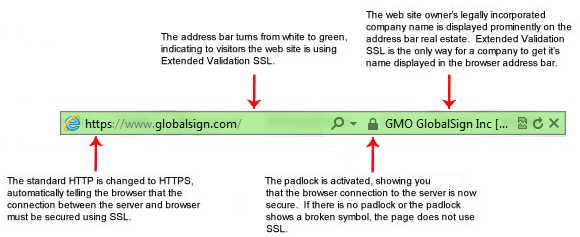 The web site owner's legally incorporated
company name is displayed prominently on the
address bar real estate. Extended Validation
SSL is the only way for a company to get it's
name displayed in the browser address bar.
The address bar turns from white to green,
indicating to visitors the web site is using
Extended Validation SSL.
https://www.globalsign.com/ GMO GlobalSign Inc [...
The standard HTTP is changed to HTTPS,
automatically telling the browser that the
connection between the server and browser
must be secured using SSL.
The padlock is activated, showing you
that the browser connection to the server is now
secure. If there is no padlock or the padlock
shows a broken symbol, the page does not use
SSL.